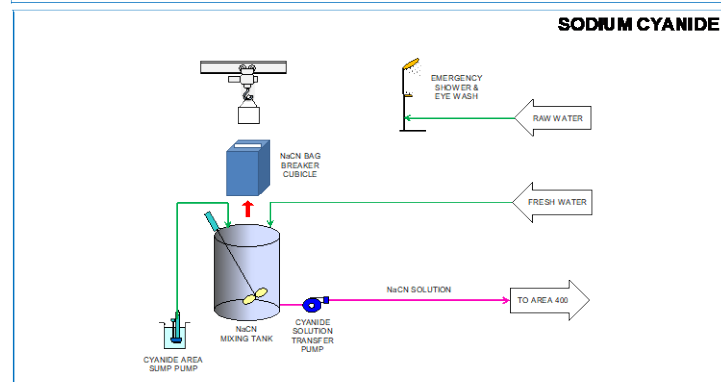 SODIUM CYANIDE
EMERGENCY
SHOWER &
EYE WASH
RAW WATER
NaCN BAG
BREAKER
CUBICLE
FRESH WATER
NaCN SOLUTION
TO AREA 400
NaCN
MIXING TANK
CYANIDE
SOLUTION
TRANSFER
PUMP
CYANIDE AREA
SUMP PUMP